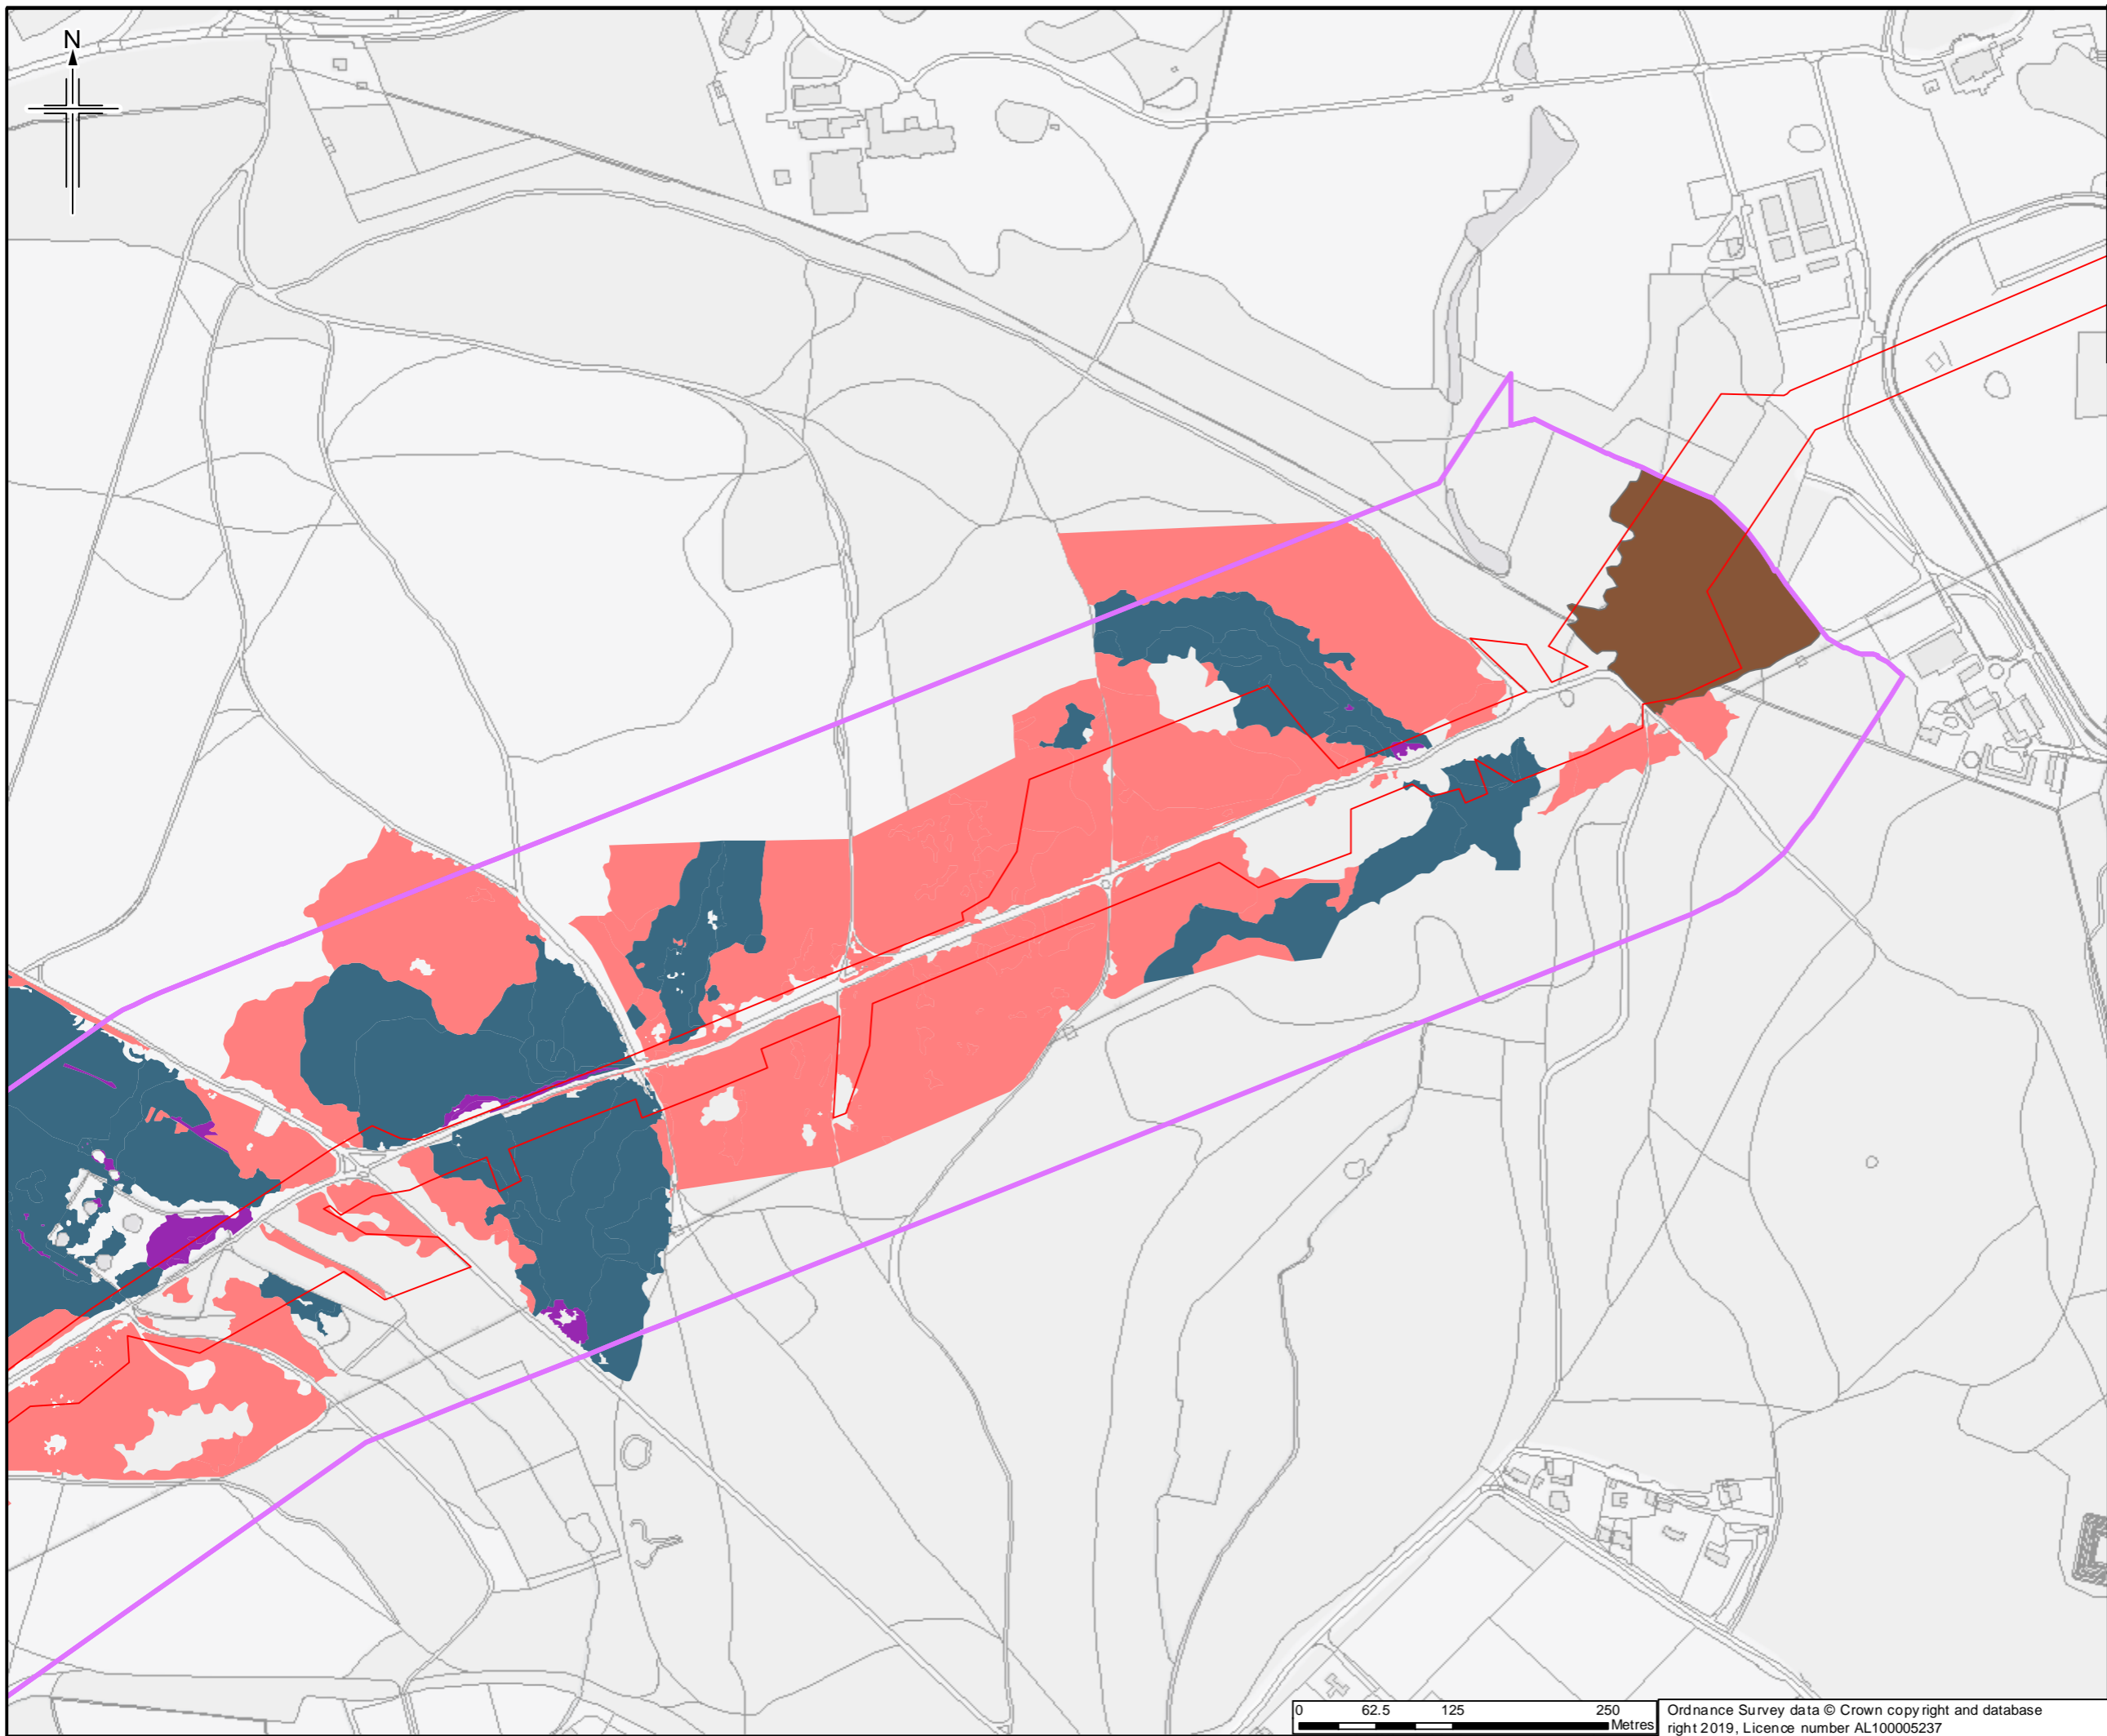 N
0 62.5 125 250
Metres
Ordnance Survey data © Crown copyright and database
right 2019, Licence number AL100005237